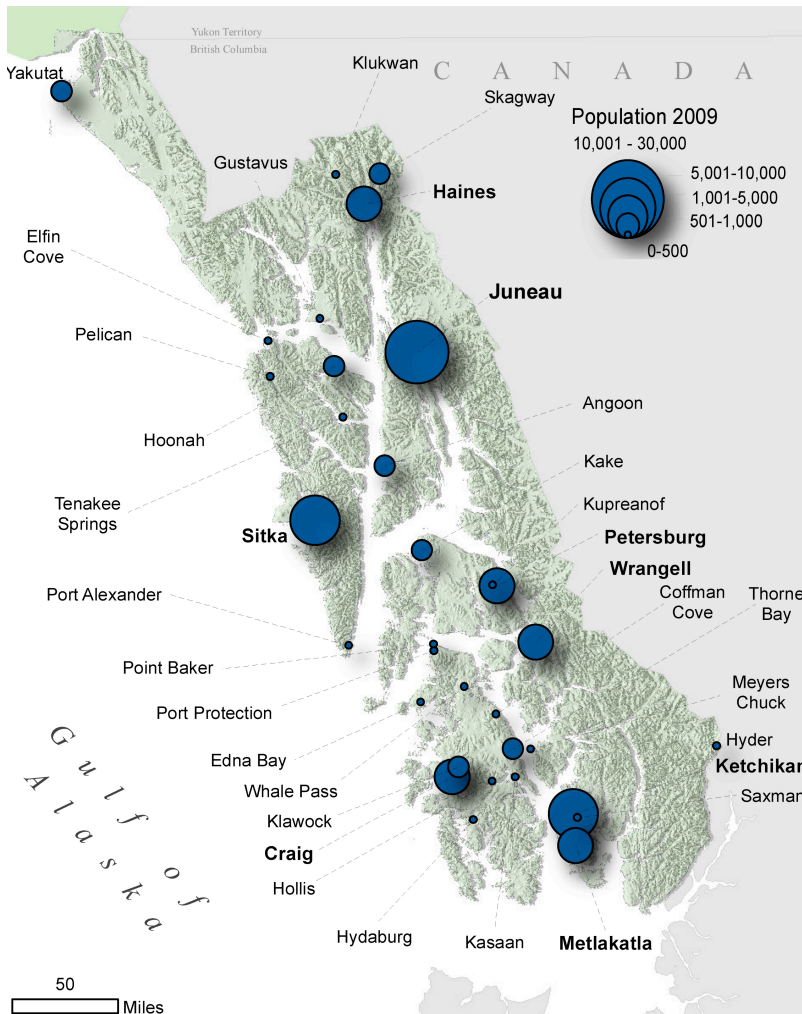 Yukon Territory
British Columbia
Yakutat
Klukwan
C A N A D A
Skagway
Population 2009
10,001 - 30,000
5,001-10,000
1,001-5,000
501-1,000
0-500
Gustavus
Haines
Elfin
Cove
Juneau
Pelican
Angoon
Hoonah
Kake
Tenakee
Springs
Kupreanof
Sitka
Petersburg
Wrangell
Port Alexander
Coffman
Cove
Thorne
Bay
Point Baker
Meyers
Chuck
Port Protection
Gulf of
Alaska
Hyder
Edna Bay
Ketchikan
Whale Pass
Saxman
Klawock
Craig
Hollis
Hydaburg
Kasaan
Metlakatla
50
Miles